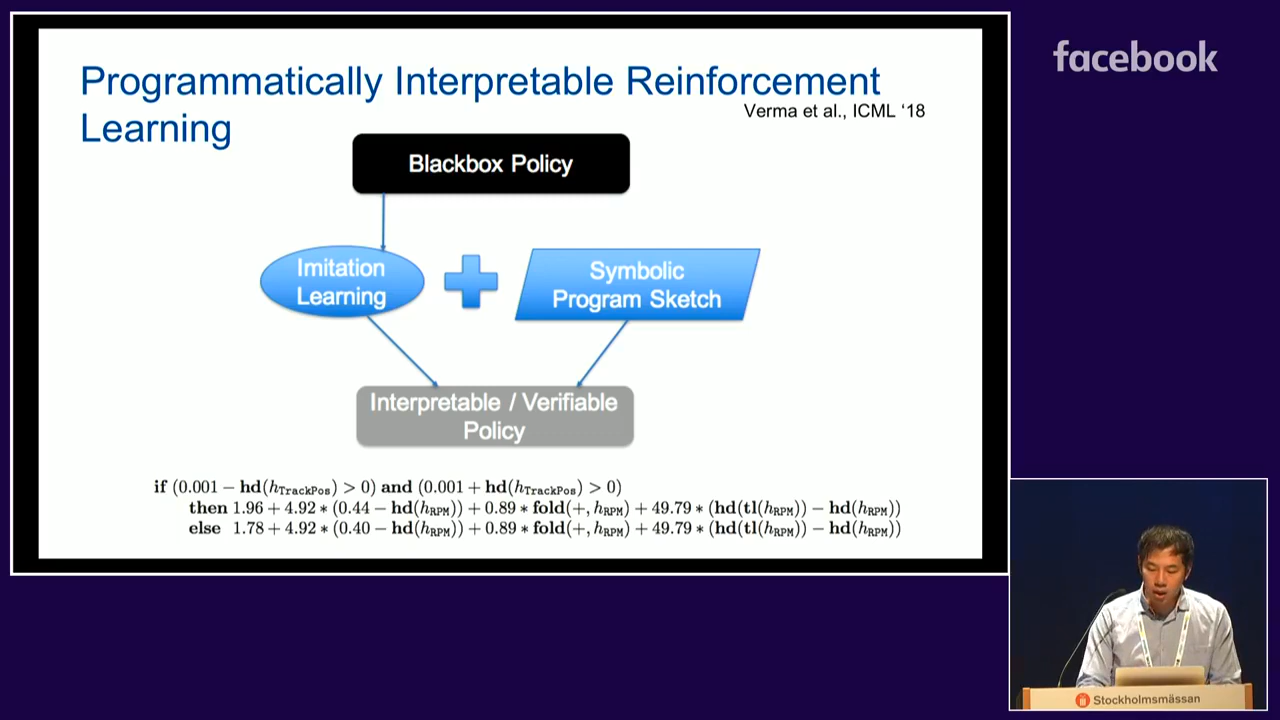 Programmatically Interpretable Reinforcement
Learning
Verma et al., ICML ‘18
Blackbox Policy
Imitation
Learning
Symbolic
Program Sketch
Interpretable / Verifiable
Policy
if (0.001 − hd(h_TrackPos) > 0) and (0.001 + hd(h_TrackPos) > 0)
then 1.96 + 4.92 * (0.44 − hd(h_RPM)) + 0.89 * fold(+, h_RPM) + 49.79 * (hd(tl(h_RPM)) − hd(h_RPM))
else 1.78 + 4.92 * (0.40 − hd(h_RPM)) + 0.89 * fold(+, h_RPM) + 49.79 * (hd(tl(h_RPM)) − hd(h_RPM))
facebook
Stockholmsmässan